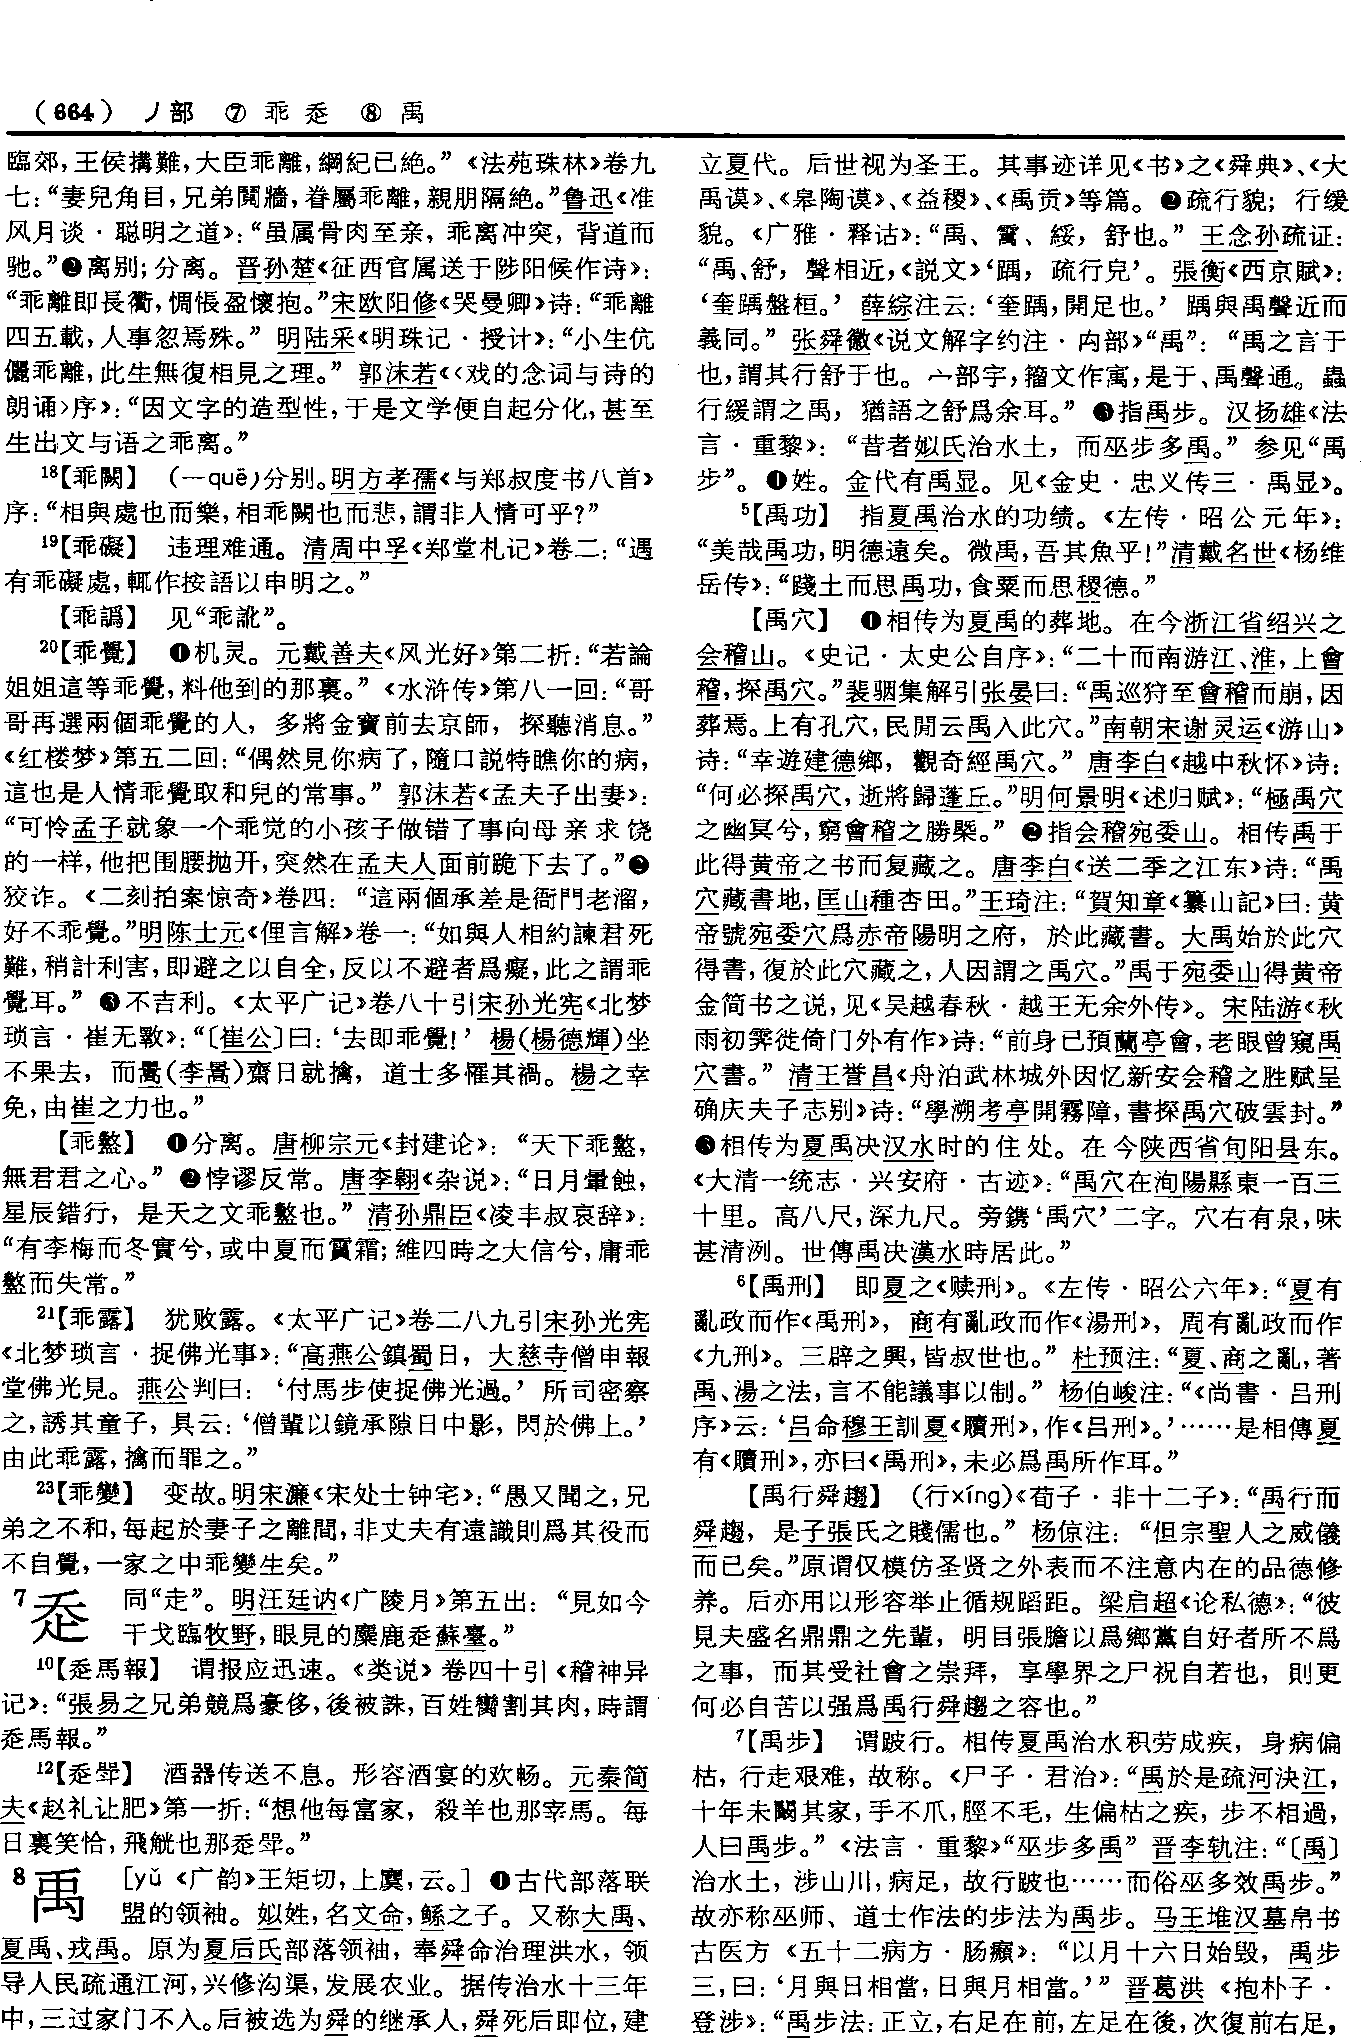 （664） 丿部 ⑦ 乖 䞤 ⑧ 禹
臨郊，王侯搆難，大臣乖離，綱紀已絶。”《法苑珠林》卷九
七：“妻兒角目，兄弟鬩牆，眷屬乖離，親朋隔絶。”鲁迅《准
风月谈·聪明之道》：“虽属骨肉至亲，乖离冲突，背道而
驰。”❷离别；分离。晋孙楚《征西官属送于陟阳候作诗》：
“乖離即長衢，惆悵盈懷抱。”宋欧阳修《哭曼卿》诗：“乖離
四五載，人事忽焉殊。”明陆采《明珠记·授计》：“小生伉
儷乖離，此生無復相見之理。”郭沫若《〈戏的念词与诗的
朗诵〉序》：“因文字的造型性，于是文学便自起分化，甚至
生出文与语之乖离。”
18【乖闕】（—quē）分别。明方孝孺《与郑叔度书八首》
序：“相與處也而樂，相乖闕也而悲，謂非人情可乎？”
19【乖礙】 违理难通。清周中孚《郑堂札记》卷二：“遇
有乖礙處，輒作按語以申明之。”
【乖譌】 见“乖訛”。
20【乖覺】 ❶机灵。元戴善夫《风光好》第二折：“若論
姐姐這等乖覺，料他到的那裏。”《水浒传》第八一回：“哥
哥再選兩個乖覺的人，多將金寶前去京師，探聽消息。”
《红楼梦》第五二回：“偶然見你病了，隨口説特瞧你的病，
這也是人情乖覺取和兒的常事。”郭沫若《孟夫子出妻》：
“可怜孟子就象一个乖觉的小孩子做错了事向母亲求饶
的一样，他把围腰抛开，突然在孟夫人面前跪下去了。”❷
狡诈。《二刻拍案惊奇》卷四：“這兩個承差是衙門老溜，
好不乖覺。”明陈士元《俚言解》卷一：“如與人相約諫君死
難，稍計利害，即避之以自全，反以不避者爲癡，此之謂乖
覺耳。”❸不吉利。《太平广记》卷八十引宋孙光宪《北梦
琐言·崔无斁》：“〔崔公〕曰：‘去即乖覺！’楊（楊德輝）坐
不果去，而暠（李暠）齋日就擒，道士多罹其禍。楊之幸
免，由崔之力也。”
【乖盭】 ❶分离。唐柳宗元《封建论》：“天下乖盭，
無君君之心。”❷悖谬反常。唐李翱《杂说》：“日月暈蝕，
星辰錯行，是天之文乖盭也。”清孙鼎臣《凌丰叔哀辞》：
“有李梅而冬實兮，或中夏而霣霜；維四時之大信兮，庸乖
盭而失常。”
21【乖露】 犹败露。《太平广记》卷二八九引宋孙光宪
《北梦琐言·捉佛光事》：“高燕公鎮蜀日，大慈寺僧申報
堂佛光見。燕公判曰：‘付馬步使捉佛光過。’所司密察
之，誘其童子，具云：‘僧輩以鏡承隙日中影，閃於佛上。’
由此乖露，擒而罪之。”
23【乖變】 变故。明宋濂《宋处士钟宅》：“愚又聞之，兄
弟之不和，每起於妻子之離間，非丈夫有遠識則爲其役而
不自覺，一家之中乖變生矣。”
7 同“走”。明汪廷讷《广陵月》第五出：“見如今
干戈臨牧野，眼見的麋鹿蘇臺。”
10【馬報】 谓报应迅速。《类说》卷四十引《稽神异
记》：“張易之兄弟競爲豪侈，後被誅，百姓臠割其肉，時謂
馬報。”
12【斝】 酒器传送不息。形容酒宴的欢畅。元秦简
夫《赵礼让肥》第一折：“想他每富家，殺羊也那宰馬。每
日裏笑恰，飛觥也那斝。”
8 禹 ［yǔ《广韵》王矩切，上麌，云。］ ❶古代部落联
盟的领袖。姒姓，名文命，鲧之子。又称大禹、
夏禹、戎禹。原为夏后氏部落领袖，奉舜命治理洪水，领
导人民疏通江河，兴修沟渠，发展农业。据传治水十三年
中，三过家门不入。后被选为舜的继承人，舜死后即位，建
立夏代。后世视为圣王。其事迹详见《书》之《舜典》、《大
禹谟》、《皋陶谟》、《益稷》、《禹贡》等篇。❷疏行貌；行缓
貌。《广雅·释诂》：“禹、䨞、綏，舒也。”王念孙疏证：
“禹、舒，聲相近，《説文》‘踽，疏行皃’。張衡《西京賦》：
‘奎踽盤桓。’薛綜注云：‘奎踽，開足也。’踽與禹聲近而
義同。”张舜徽《说文解字约注·禸部》“禹”：“禹之言于
也，謂其行舒于也。宀部宇，籀文作㝢，是于、禹聲通。蟲
行緩謂之禹，猶語之舒爲余耳。”❸指禹步。汉扬雄《法
言·重黎》：“昔者姒氏治水土，而巫步多禹。”参见“禹
步”。❶姓。金代有禹显。见《金史·忠义传三·禹显》。
5【禹功】 指夏禹治水的功绩。《左传·昭公元年》：
“美哉禹功，明德遠矣。微禹，吾其魚乎！”清戴名世《杨维
岳传》：“踐土而思禹功，食粟而思稷德。”
【禹穴】 ❶相传为夏禹的葬地。在今浙江省绍兴之
会稽山。《史记·太史公自序》：“二十而南游江、淮，上會
稽，探禹穴。”裴骃集解引张晏曰：“禹巡狩至會稽而崩，因
葬焉。上有孔穴，民間云禹入此穴。”南朝宋谢灵运《游山》
诗：“幸遊建德鄉，觀奇經禹穴。”唐李白《越中秋怀》诗：
“何必探禹穴，逝將歸蓬丘。”明何景明《述归赋》：“極禹穴
之幽冥兮，窮會稽之勝槩。”❷指会稽宛委山。相传禹于
此得黄帝之书而复藏之。唐李白《送二季之江东》诗：“禹
穴藏書地，匡山種杏田。”王琦注：“賀知章《纂山記》曰：黄
帝號宛委穴爲赤帝陽明之府，於此藏書。大禹始於此穴
得書，復於此穴藏之，人因謂之禹穴。”禹于宛委山得黄帝
金简书之说，见《吴越春秋·越王无余外传》。宋陆游《秋
雨初霁徙倚门外有作》诗：“前身已預蘭亭會，老眼曾窺禹
穴書。”清王誉昌《舟泊武林城外因忆新安会稽之胜赋呈
确庆夫子志别》诗：“學溯考亭開霧障，書探禹穴破雲封。”
❸相传为夏禹决汉水时的住处。在今陕西省旬阳县东。
《大清一统志·兴安府·古迹》：“禹穴在洵陽縣東一百三
十里。高八尺，深九尺。旁鐫‘禹穴’二字。穴右有泉，味
甚清洌。世傳禹决漢水時居此。”
6【禹刑】 即夏之《赎刑》。《左传·昭公六年》：“夏有
亂政而作《禹刑》，商有亂政而作《湯刑》，周有亂政而作
《九刑》。三辟之興，皆叔世也。”杜预注：“夏、商之亂，著
禹、湯之法，言不能議事以制。”杨伯峻注：“《尚書·吕刑
序》云：‘吕命穆王訓夏《贖刑》，作《吕刑》。’……是相傳夏
有《贖刑》，亦曰《禹刑》，未必爲禹所作耳。”
【禹行舜趨】（行xíng）《荀子·非十二子》：“禹行而
舜趨，是子張氏之賤儒也。”杨倞注：“但宗聖人之威儀
而已矣。”原谓仅模仿圣贤之外表而不注意内在的品德修
养。后亦用以形容举止循规蹈距。梁启超《论私德》：“彼
見夫盛名鼎鼎之先輩，明目張膽以爲鄉黨自好者所不爲
之事，而其受社會之崇拜，享學界之尸祝自若也，則更
何必自苦以强爲禹行舜趨之容也。”
7【禹步】 谓跛行。相传夏禹治水积劳成疾，身病偏
枯，行走艰难，故称。《尸子·君治》：“禹於是疏河決江，
十年未闞其家，手不爪，脛不毛，生偏枯之疾，步不相過，
人曰禹步。”《法言·重黎》“巫步多禹”晋李轨注：“〔禹〕
治水土，涉山川，病足，故行跛也……而俗巫多效禹步。”
故亦称巫师、道士作法的步法为禹步。马王堆汉墓帛书
古医方《五十二病方·肠癪》：“以月十六日始毁，禹步
三，曰：‘月與日相當，日與月相當。’”晋葛洪《抱朴子·
登涉》：“禹步法：正立，右足在前，左足在後，次復前右足，